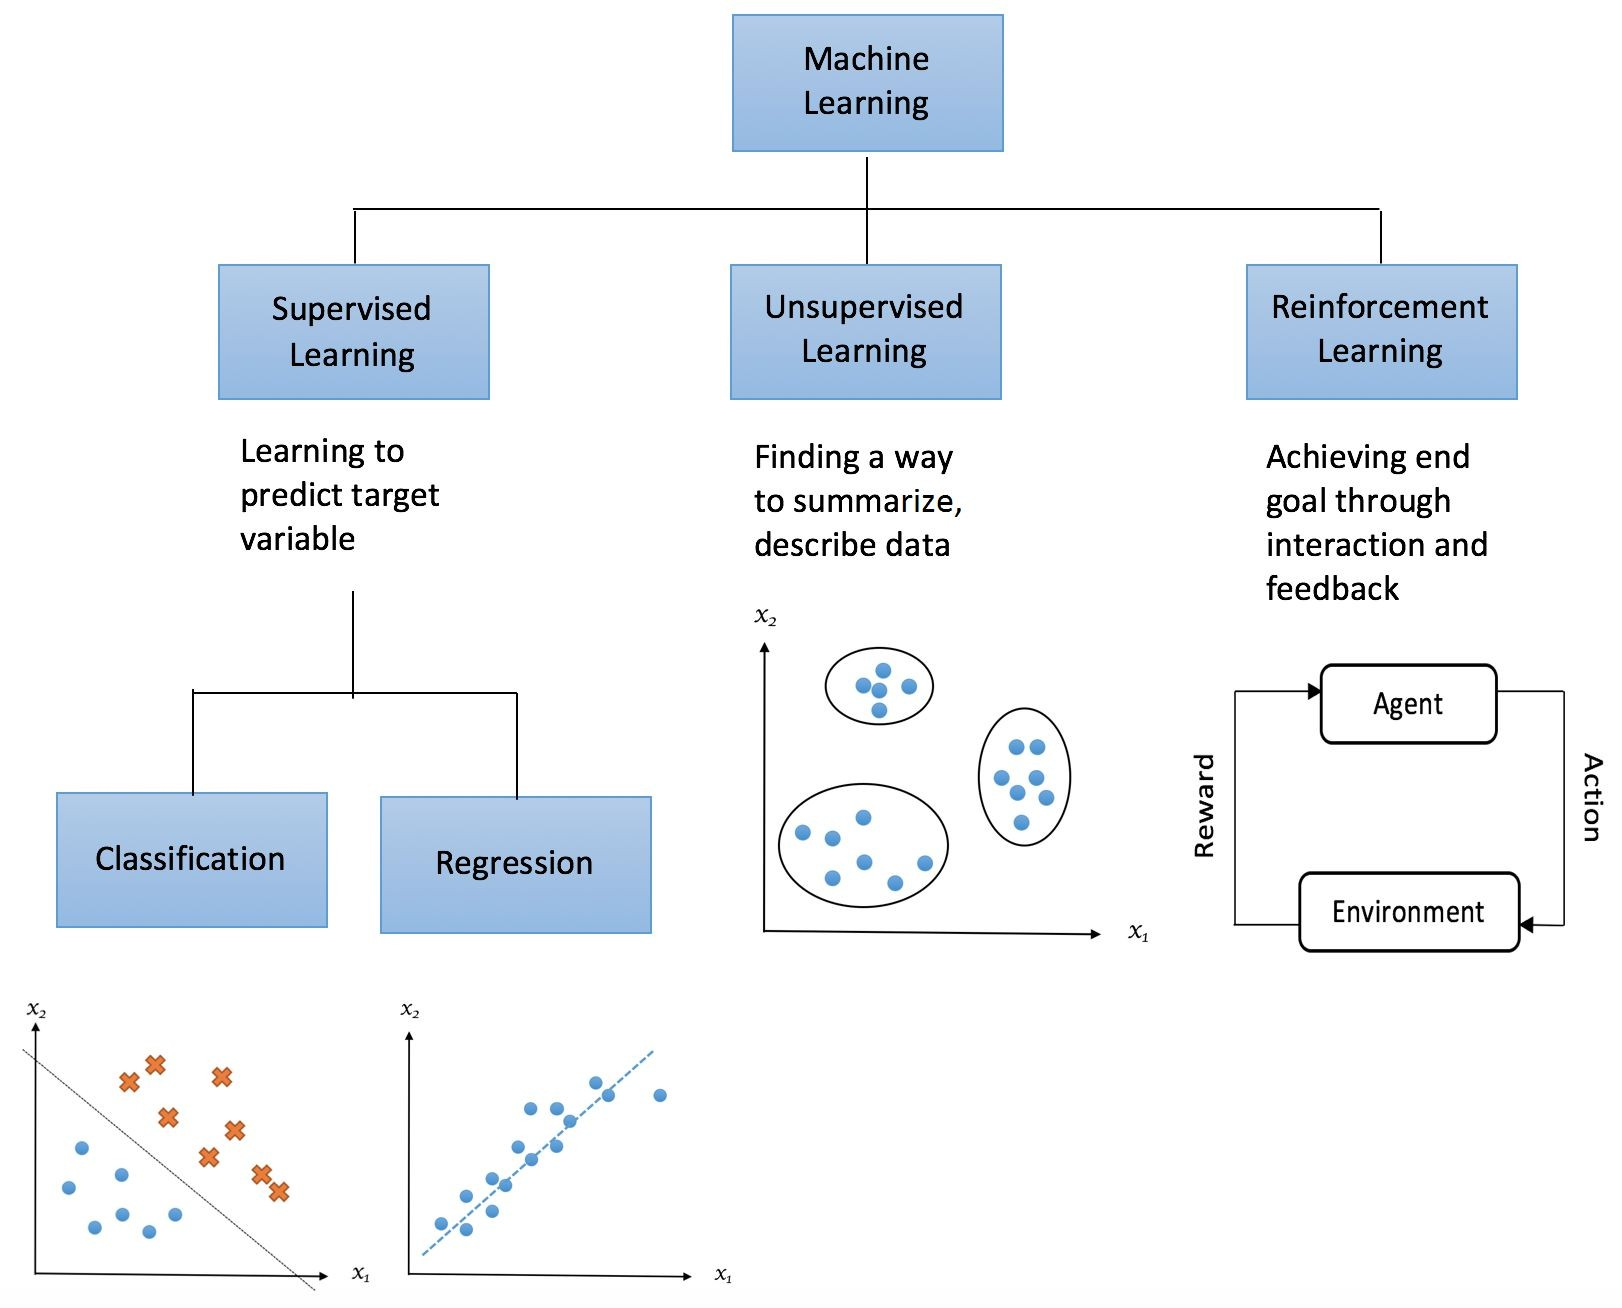 Machine
Learning
Supervised
Learning
Unsupervised
Learning
Reinforcement
Learning
Learning to
predict target
variable
Finding a way
to summarize,
describe data
Achieving end
goal through
interaction and
feedback
Classification
Regression
x₂
x₁
Agent
Reward
Action
Environment
x₂
x₁
x₂
x₁